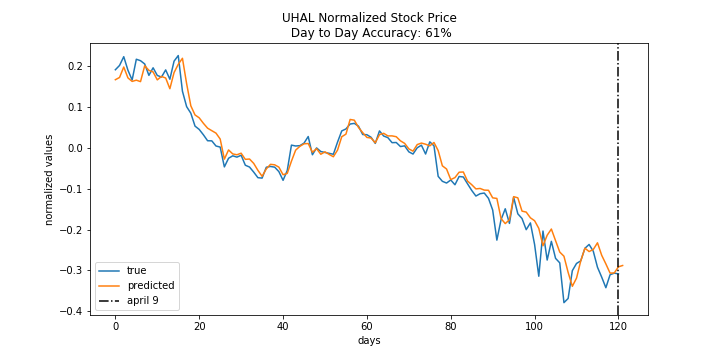 UHAL Normalized Stock Price
Day to Day Accuracy: 61%
normalized values
0.2
0.1
0.0
−0.1
−0.2
−0.3
−0.4
true
predicted
april 9
0 20 40 60 80 100 120
days